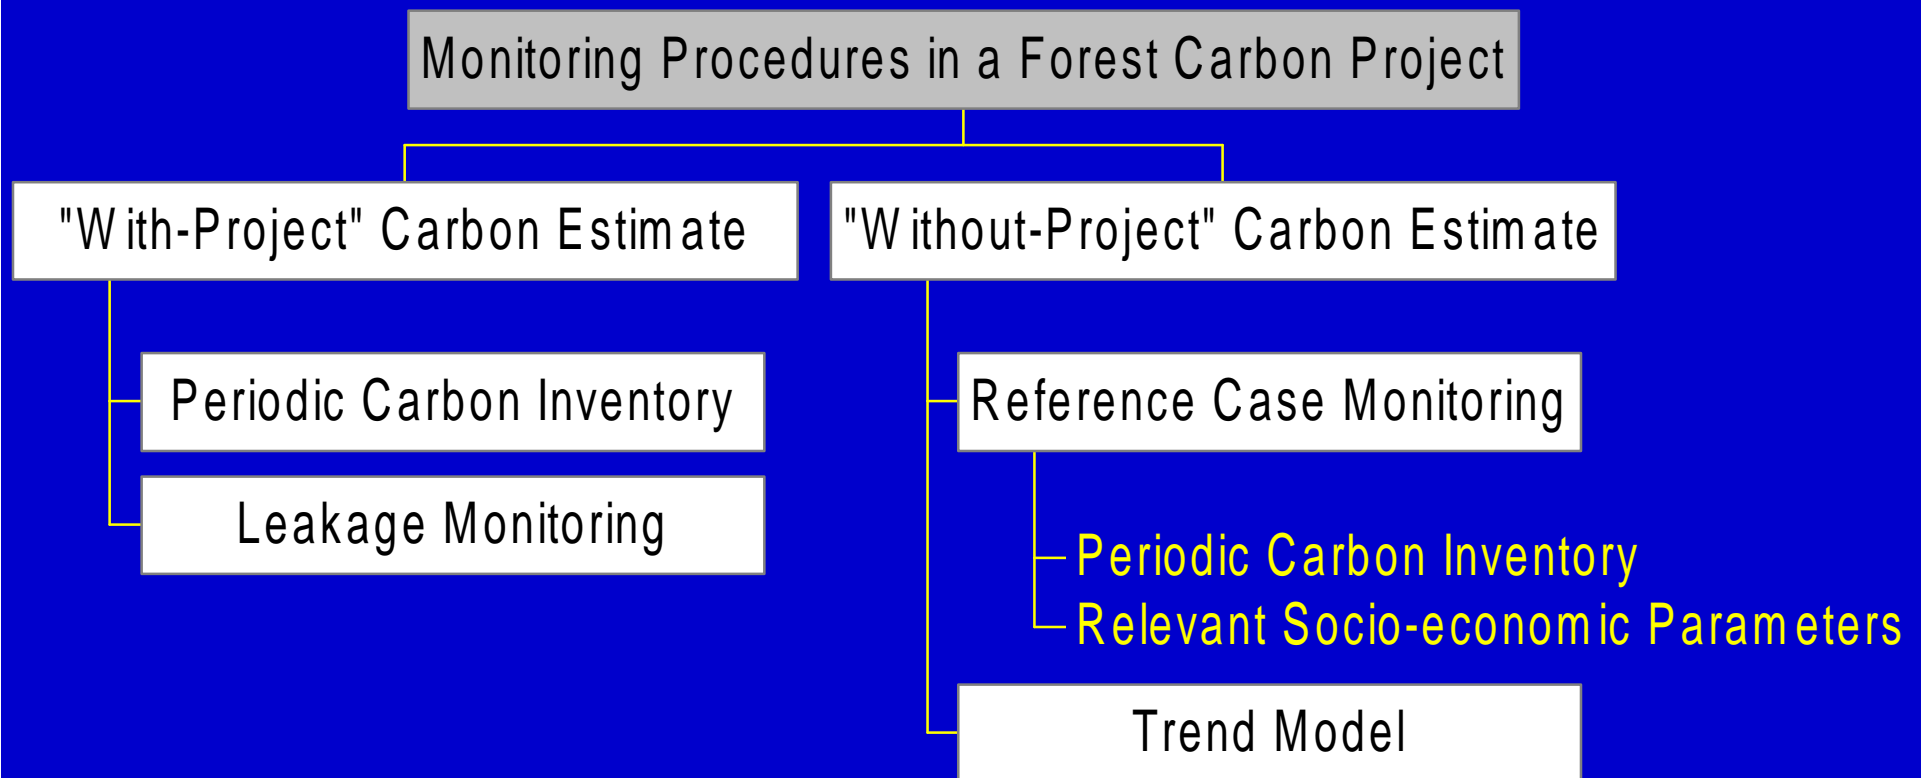 Monitoring Procedures in a Forest Carbon Project
"With-Project" Carbon Estimate
"Without-Project" Carbon Estimate
Periodic Carbon Inventory
Leakage Monitoring
Reference Case Monitoring
Periodic Carbon Inventory
Relevant Socio-economic Parameters
Trend Model